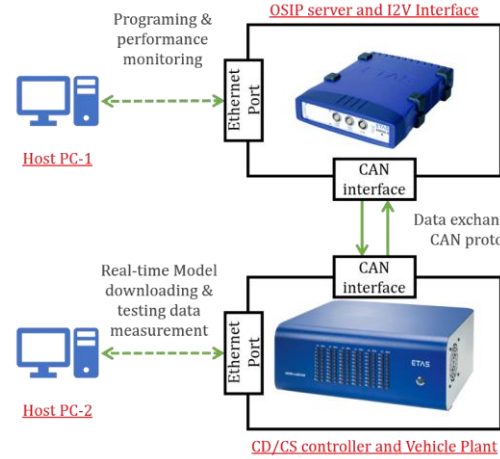 OSIP server and I2V Interface
Programing &
performance
monitoring
Ethernet
Port
Host PC-1
ETAS
CAN
interface
Data exchan
CAN proto
CAN
interface
Real-time Model
downloading &
testing data
measurement
Ethernet
Port
ETAS
Host PC-2
CD/CS controller and Vehicle Plant